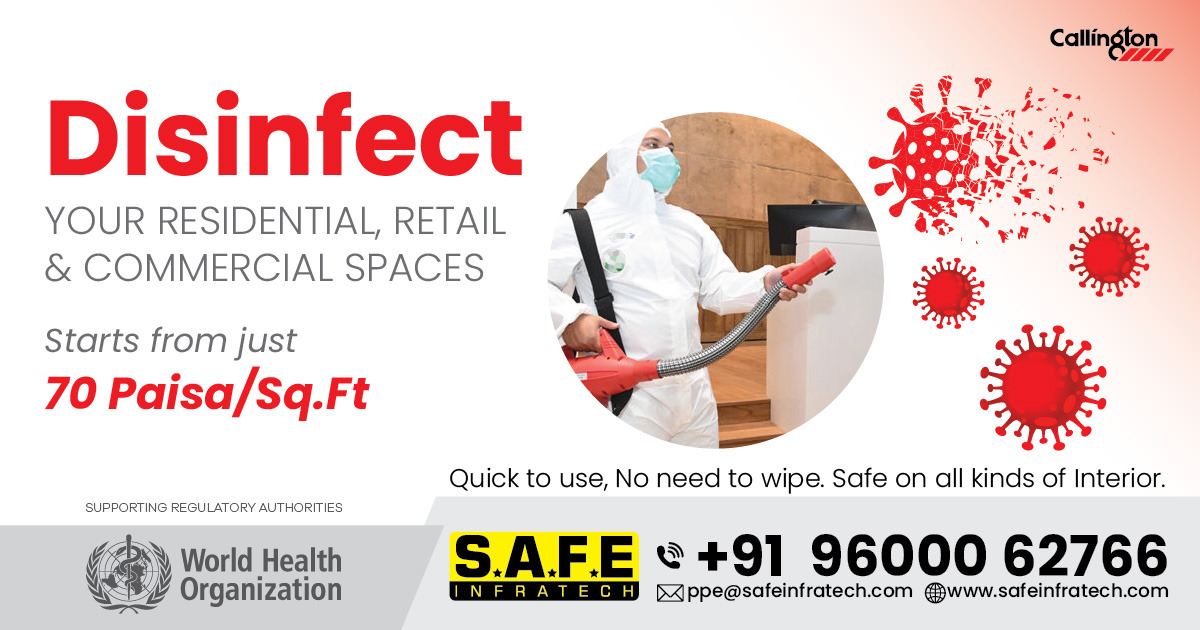 Callington
Disinfect
YOUR RESIDENTIAL, RETAIL
& COMMERCIAL SPACES
Starts from just
70 Paisa/Sq.Ft
Quick to use, No need to wipe. Safe on all kinds of Interior.
SUPPORTING REGULATORY AUTHORITIES
World Health
Organization
S.A.F.E
INFRATECH
+91 96000 62766
ppe@safeinfratech.com www.safeinfratech.com